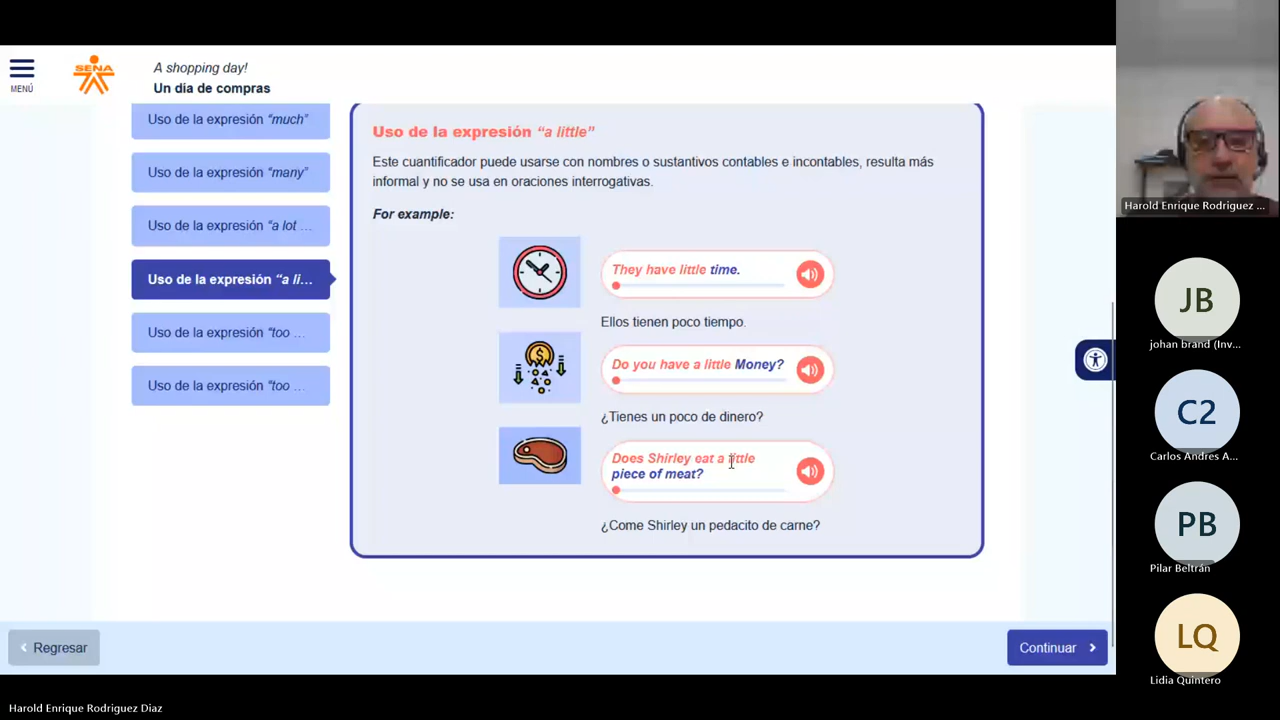 MENÚ
SENA
A shopping day!
Un día de compras
Uso de la expresión “much”
Uso de la expresión “many”
Uso de la expresión “a lot ...
Uso de la expresión “a li...
Uso de la expresión “too ...
Uso de la expresión “too ...
Uso de la expresión “a little”
Este cuantificador puede usarse con nombres o sustantivos contables e incontables, resulta más
informal y no se usa en oraciones interrogativas.
For example:
They have little time.
Ellos tienen poco tiempo.
Do you have a little Money?
¿Tienes un poco de dinero?
Does Shirley eat a little
piece of meat?
¿Come Shirley un pedacito de carne?
Regresar
Continuar
Harold Enrique Rodriguez Diaz
Harold Enrique Rodriguez ...
JB
johan brand (Inv...
C2
Carlos Andres A...
PB
Pilar Beltrán
LQ
Lidia Quintero